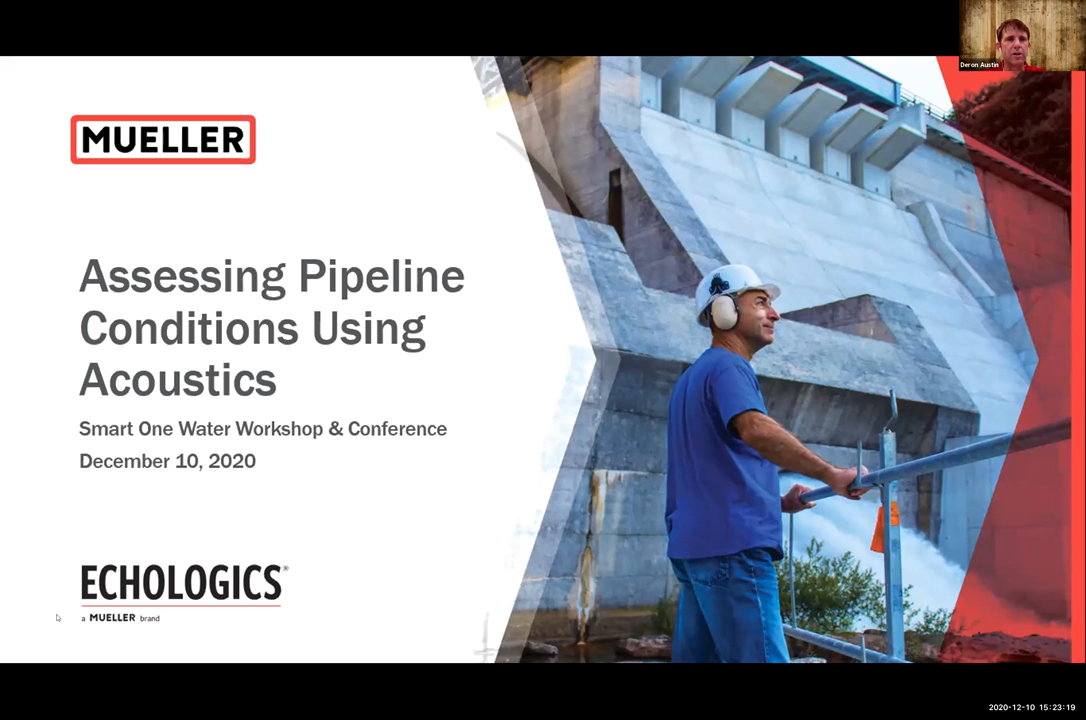 Deron Austin
MUELLER
Assessing Pipeline
Conditions Using
Acoustics
Smart One Water Workshop & Conference
December 10, 2020
ECHOLOGICS®
a MUELLER brand
2020-12-10 15:23:19